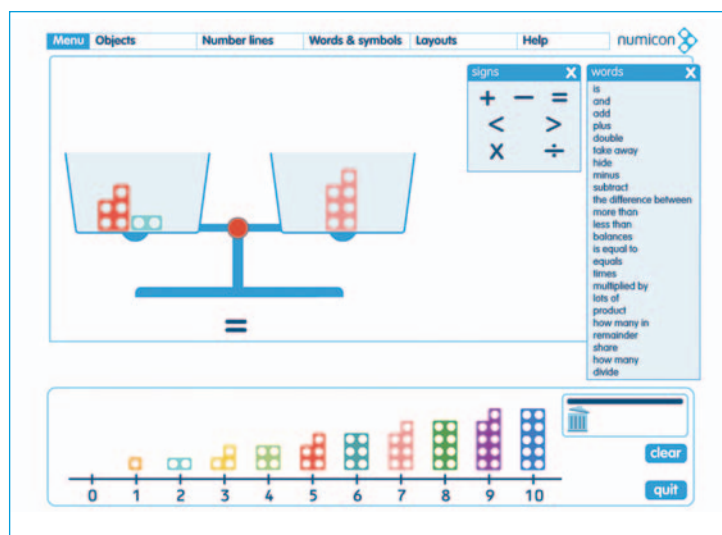 Menu Objects Number lines Words & symbols Layouts Help numicon
signs X
+ − =
< >
x ÷
words X
is
and
add
plus
double
take away
hide
minus
subtract
the difference between
more than
less than
balances
is equal to
equals
times
multiplied by
lots of
product
how many in
remainder
share
how many
divide
=
0 1 2 3 4 5 6 7 8 9 10
clear
quit